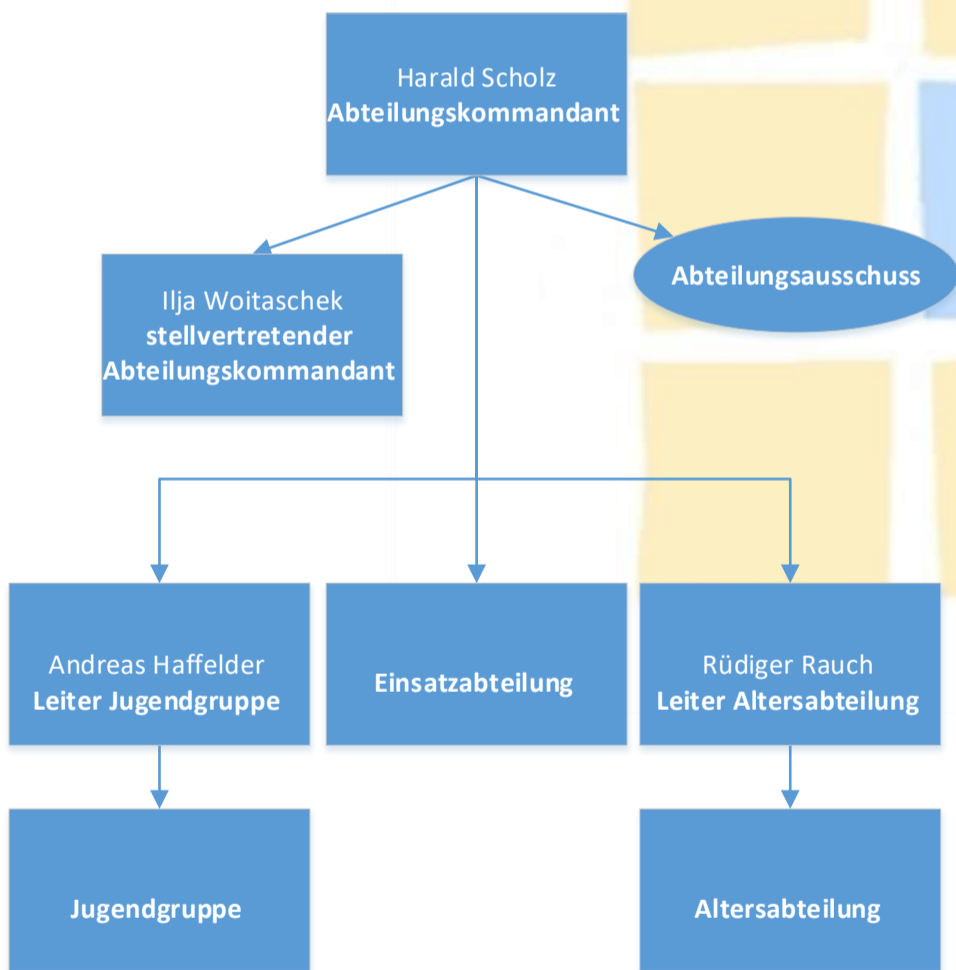 Harald Scholz
Abteilungskommandant
Abteilungsausschuss
Ilja Woitaschek
stellvertretender
Abteilungskommandant
Andreas Haffelder
Leiter Jugendgruppe
Einsatzabteilung
Rüdiger Rauch
Leiter Altersabteilung
Jugendgruppe
Altersabteilung